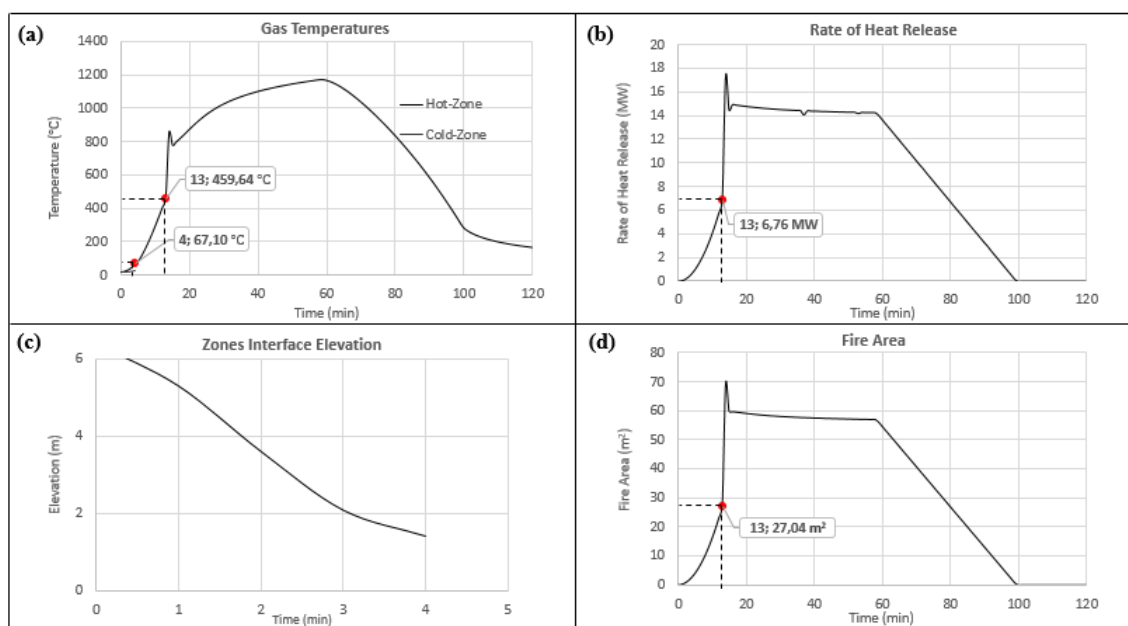 (a)
Gas Temperatures
1400
1200
1000
800
600
400
200
0
Temperature (°C)
Hot-Zone
Cold-Zone
13; 459,64 °C
4; 67,10 °C
0 20 40 60 80 100 120
Time (min)
(b)
Rate of Heat Release
20
18
16
14
12
10
8
6
4
2
0
Rate of Heat Release (MW)
13; 6,76 MW
0 20 40 60 80 100 120
Time (min)
(c)
Zones Interface Elevation
6
4
2
0
Elevation (m)
0 1 2 3 4 5
Time (min)
(d)
Fire Area
80
70
60
50
40
30
20
10
0
Fire Area (m²)
13; 27,04 m²
0 20 40 60 80 100 120
Time (min)